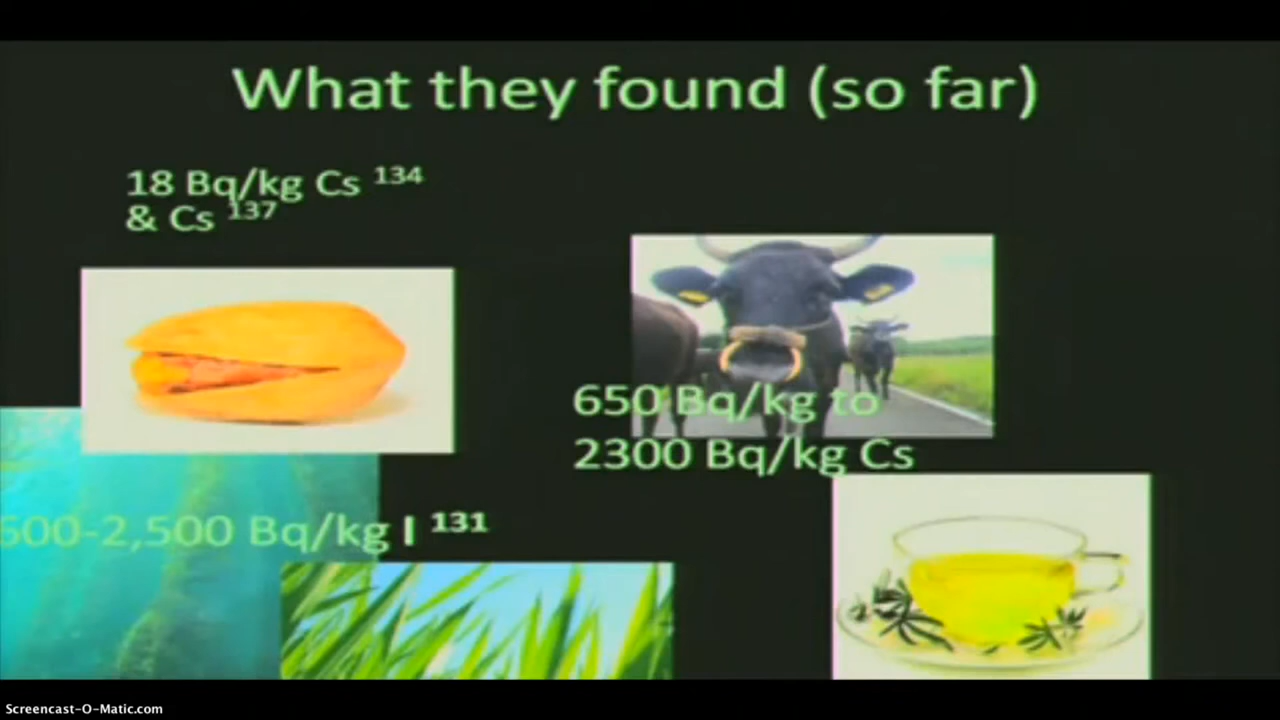 What they found (so far)
18 Bq/kg Cs ¹³⁴
& Cs ¹³⁷
650 Bq/kg to
2300 Bq/kg Cs
600-2,500 Bq/kg I ¹³¹
Screencast-O-Matic.com